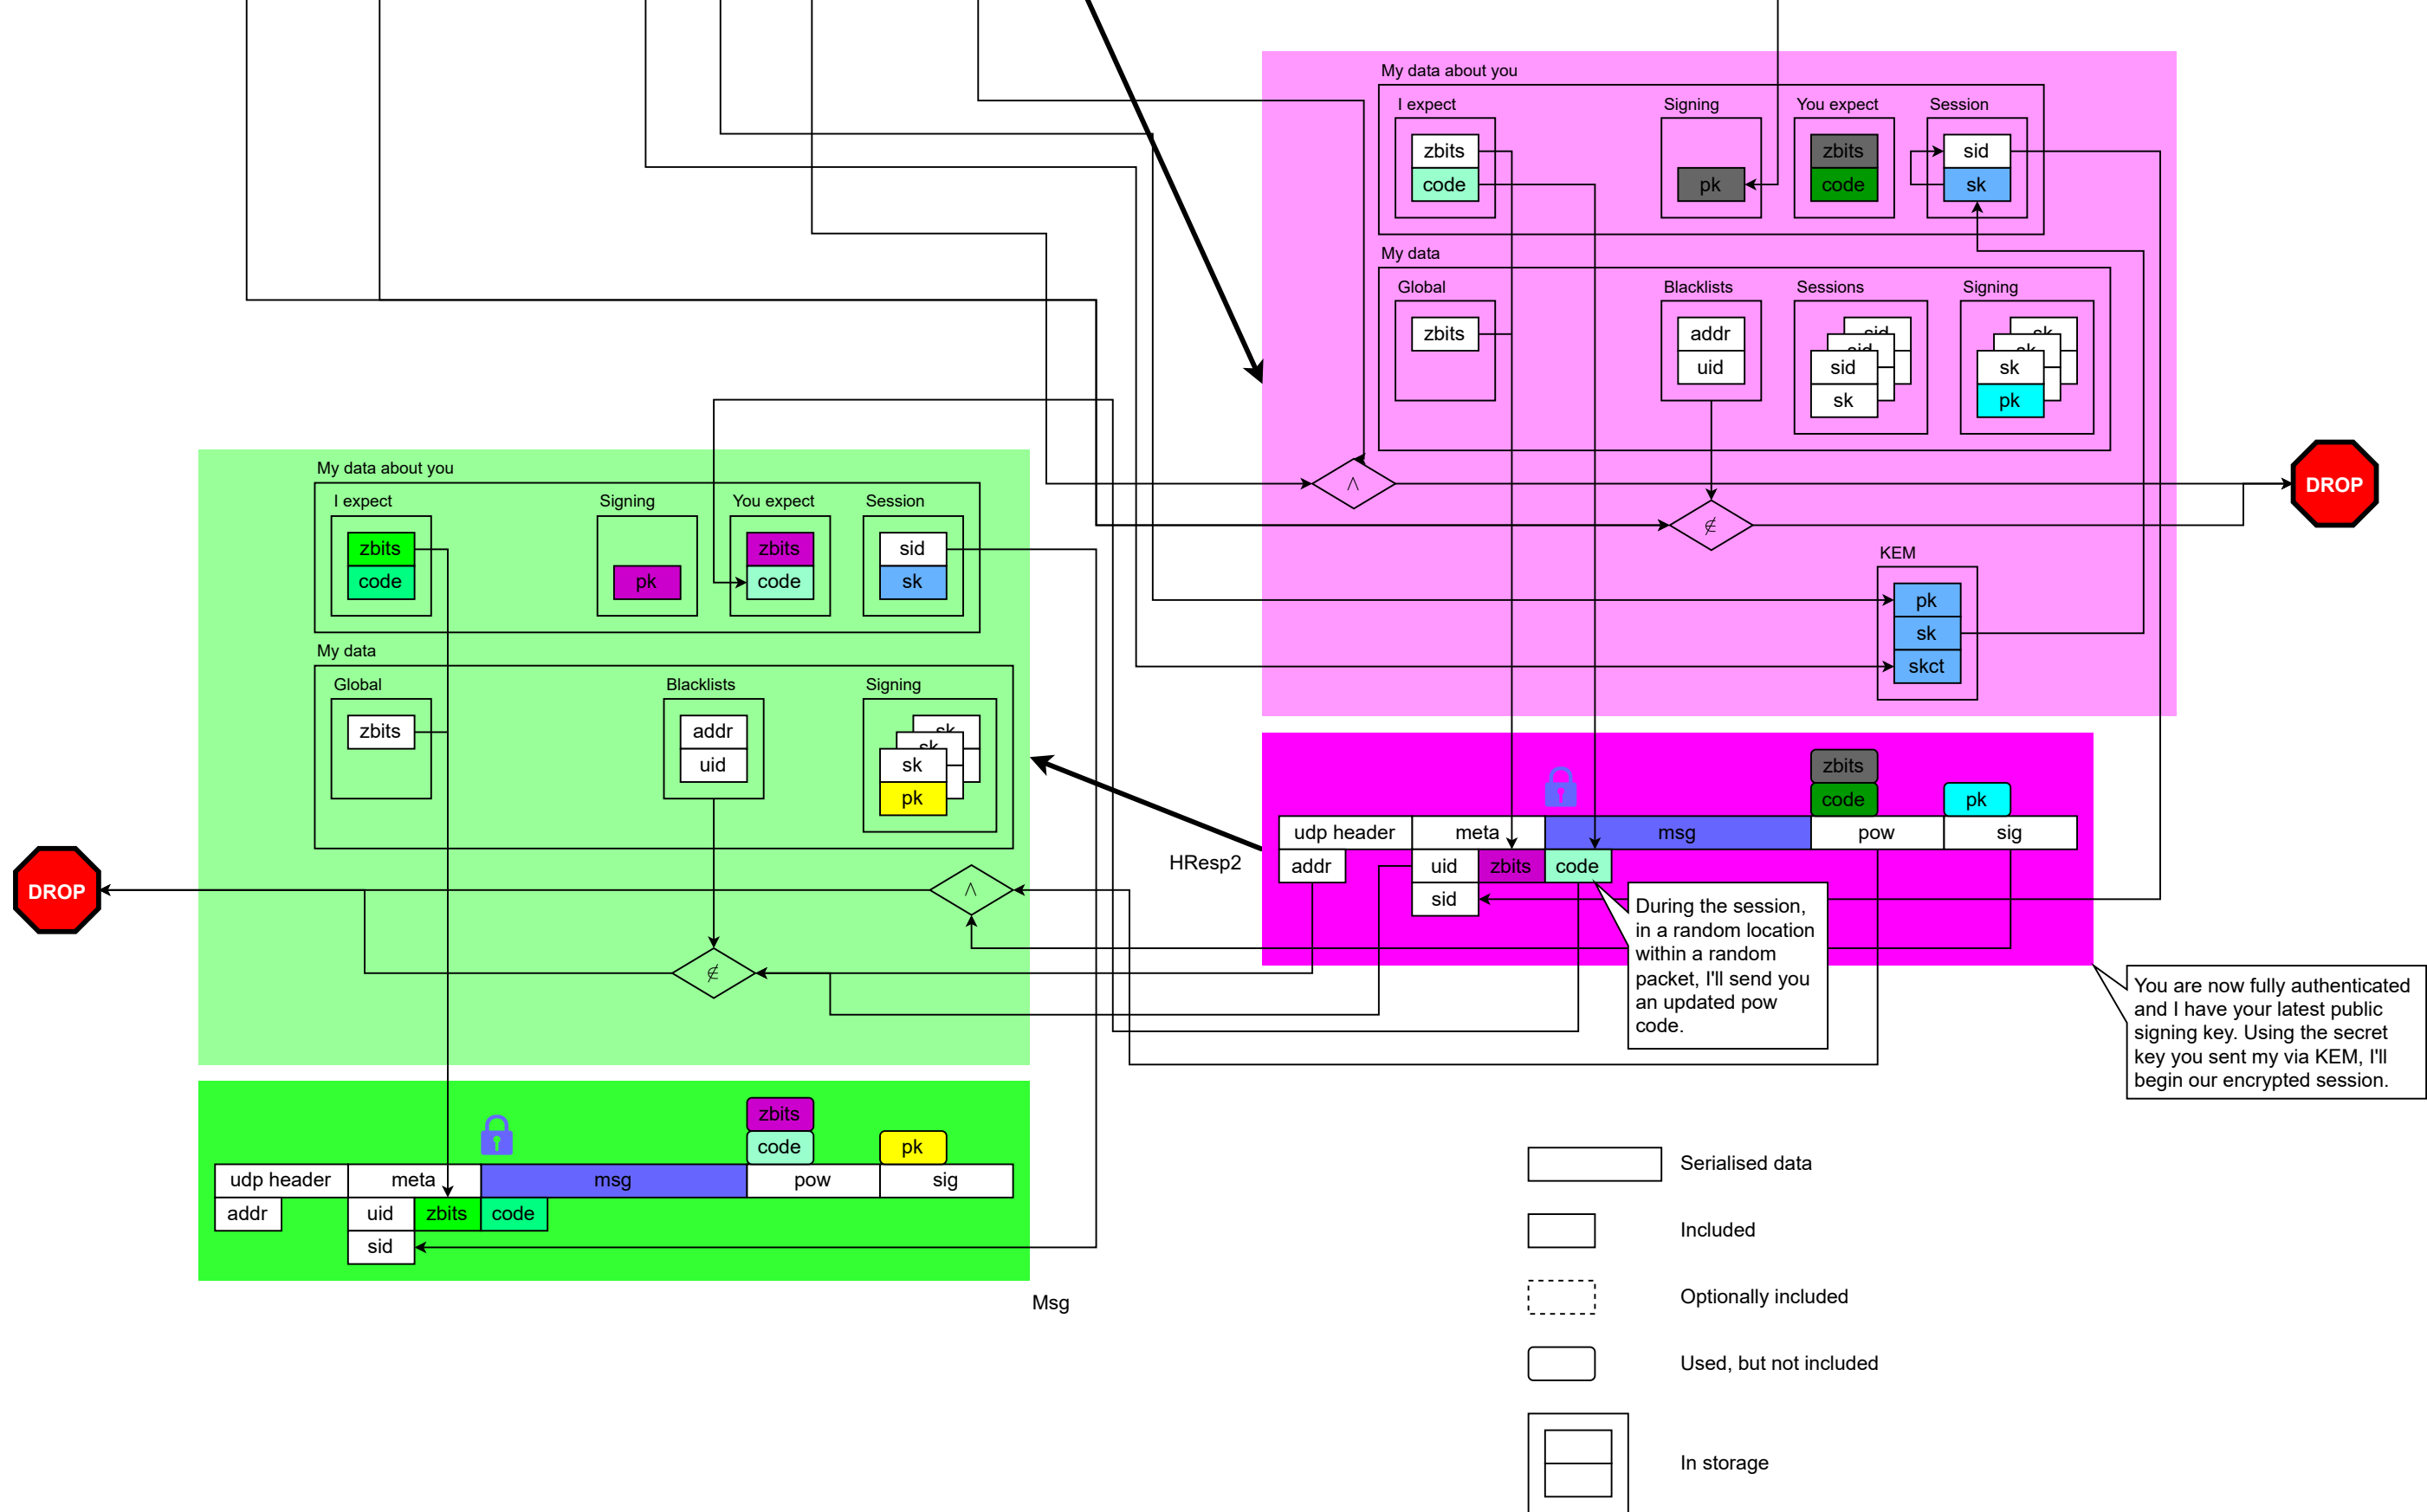 My data about you
I expect
Signing
You expect
Session
zbits
code
pk
zbits
code
sid
sk
My data
Global
Blacklists
Sessions
Signing
zbits
addr
uid
sid
sid
sid
sk
sk
sk
sk
pk
∧
∉
DROP
KEM
pk
sk
skct
My data about you
I expect
Signing
You expect
Session
zbits
code
pk
zbits
code
sid
sk
My data
Global
Blacklists
Signing
zbits
addr
uid
sk
sk
sk
pk
DROP
∧
∉
HResp2
zbits
code
pk
udp header
meta
msg
pow
sig
addr
uid
zbits
code
sid
During the session,
in a random location
within a random
packet, I'll send you
an updated pow
code.
You are now fully authenticated
and I have your latest public
signing key. Using the secret
key you sent my via KEM, I'll
begin our encrypted session.
zbits
code
pk
udp header
meta
msg
pow
sig
addr
uid
zbits
code
sid
Msg
Serialised data
Included
Optionally included
Used, but not included
In storage